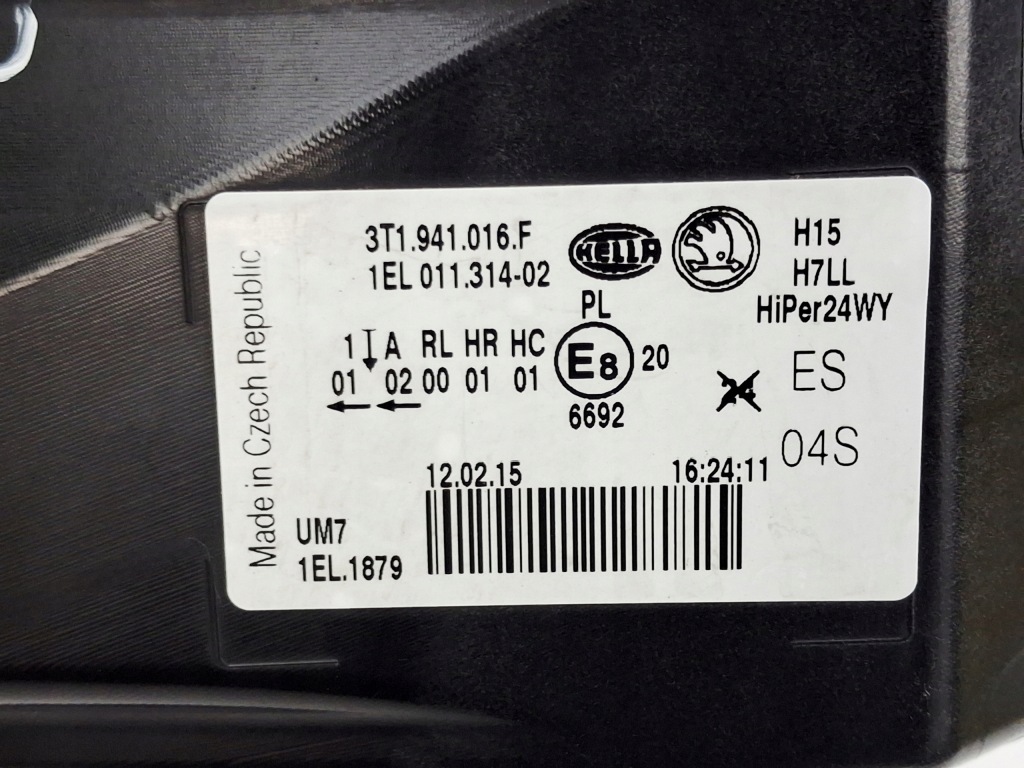 Made in Czech Republic
3T1.941.016.F
1EL 011.314-02
HELLA
H15
H7LL
HiPer24WY
PL
1 A RL HR HC
01 02 00 01 01
E8 20
6692
24
ES
04S
12.02.15 16:24:11
UM7
1EL.1879